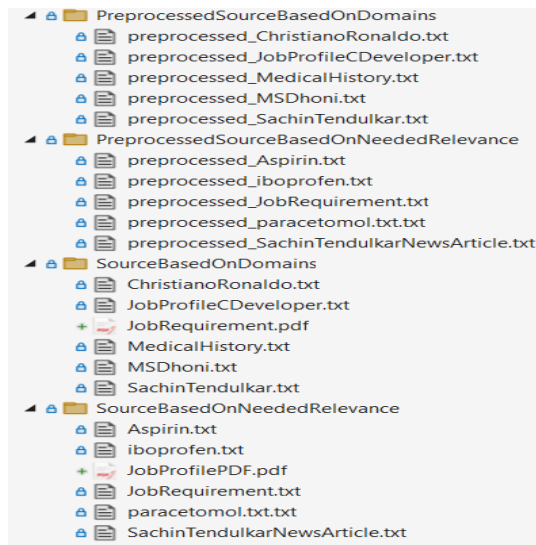 PreprocessedSourceBasedOnDomains
preprocessed_ChristianoRonaldo.txt
preprocessed_JobProfileCDeveloper.txt
preprocessed_MedicalHistory.txt
preprocessed_MSDhoni.txt
preprocessed_SachinTendulkar.txt
PreprocessedSourceBasedOnNeededRelevance
preprocessed_Aspirin.txt
preprocessed_iboprofen.txt
preprocessed_JobRequirement.txt
preprocessed_paracetomol.txt.txt
preprocessed_SachinTendulkarNewsArticle.txt
SourceBasedOnDomains
ChristianoRonaldo.txt
JobProfileCDeveloper.txt
JobRequirement.pdf
MedicalHistory.txt
MSDhoni.txt
SachinTendulkar.txt
SourceBasedOnNeededRelevance
Aspirin.txt
iboprofen.txt
JobProfilePDF.pdf
JobRequirement.txt
paracetomol.txt.txt
SachinTendulkarNewsArticle.txt